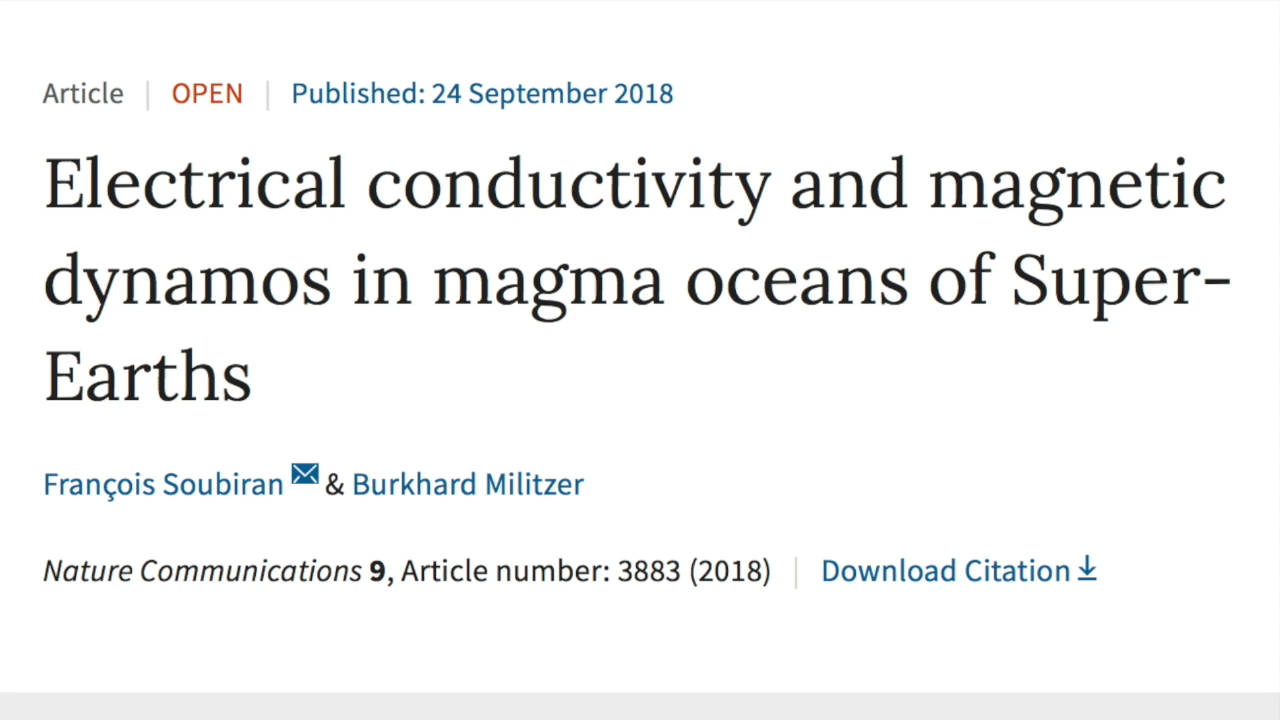 Article | OPEN | Published: 24 September 2018
Electrical conductivity and magnetic
dynamos in magma oceans of Super-
Earths
François Soubiran & Burkhard Militzer
Nature Communications 9, Article number: 3883 (2018) | Download Citation